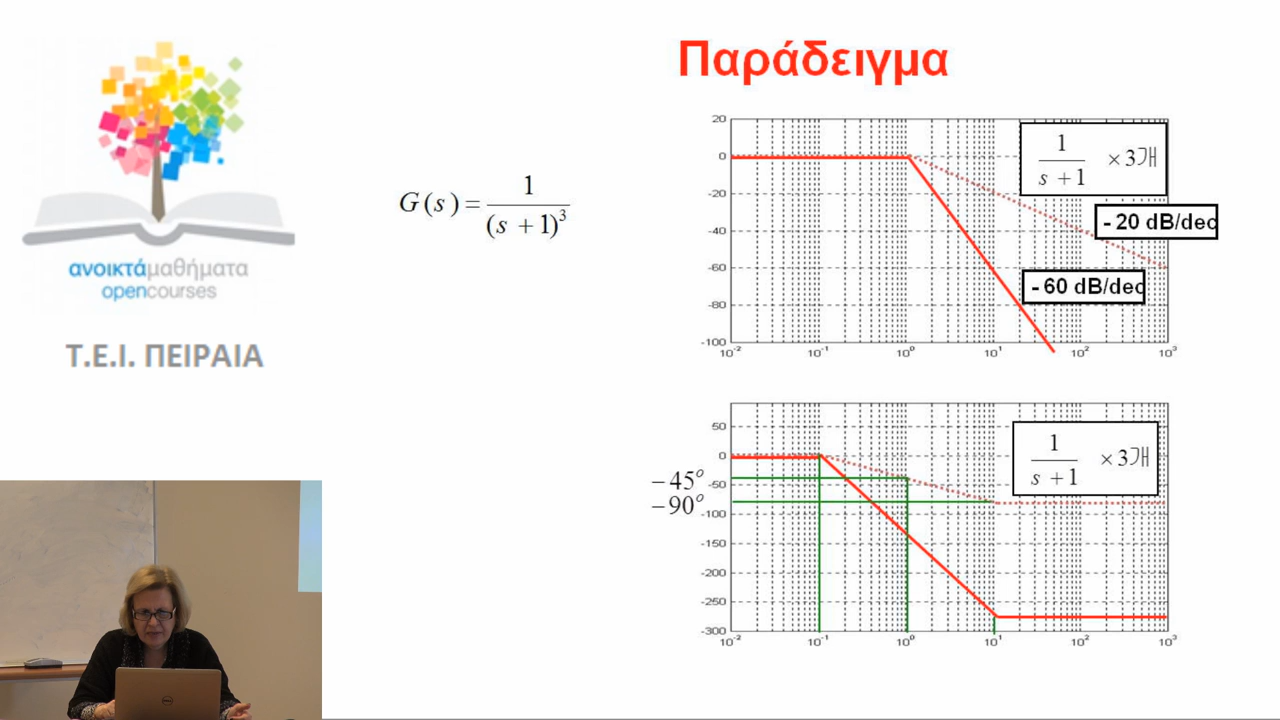 Παράδειγμα
ανοικτάμαθήματα
opencourses
Τ.Ε.Ι. ΠΕΙΡΑΙΑ
G(s)=1/(s+1)³
20
0
-20
-40
-60
-80
-100
10⁻² 10⁻¹ 10⁰ 10¹ 10² 10³
1/(s+1) ×3개
- 20 dB/dec
- 60 dB/dec
50
0
-50
-100
-150
-200
-250
-300
10⁻² 10⁻¹ 10⁰ 10¹ 10² 10³
−45°
−90°
1/(s+1) ×3개
DELL